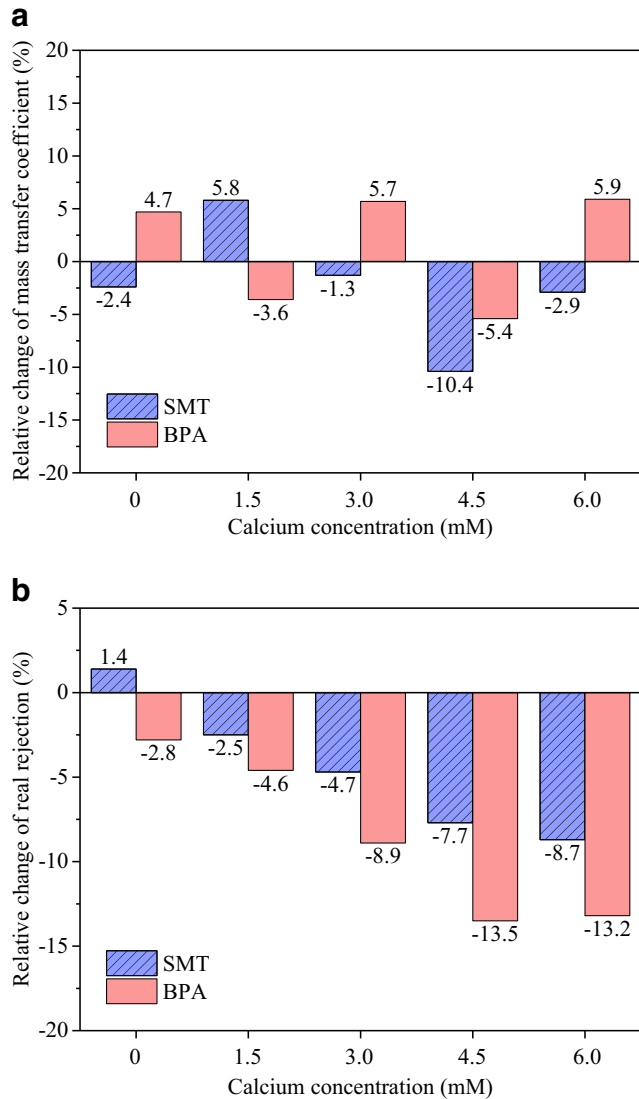 a
Relative change of mass transfer coefficient (%)
20
15
10
5
0
-5
-10
-15
-20
4.7
5.8
5.7
5.9
-2.4
-3.6
-1.3
-10.4
-5.4
-2.9
SMT
BPA
0 1.5 3.0 4.5 6.0
Calcium concentration (mM)
b
Relative change of real rejection (%)
5
0
-5
-10
-15
-20
1.4
-2.8
-2.5
-4.6
-4.7
-8.9
-7.7
-13.5
-8.7
-13.2
SMT
BPA
0 1.5 3.0 4.5 6.0
Calcium concentration (mM)